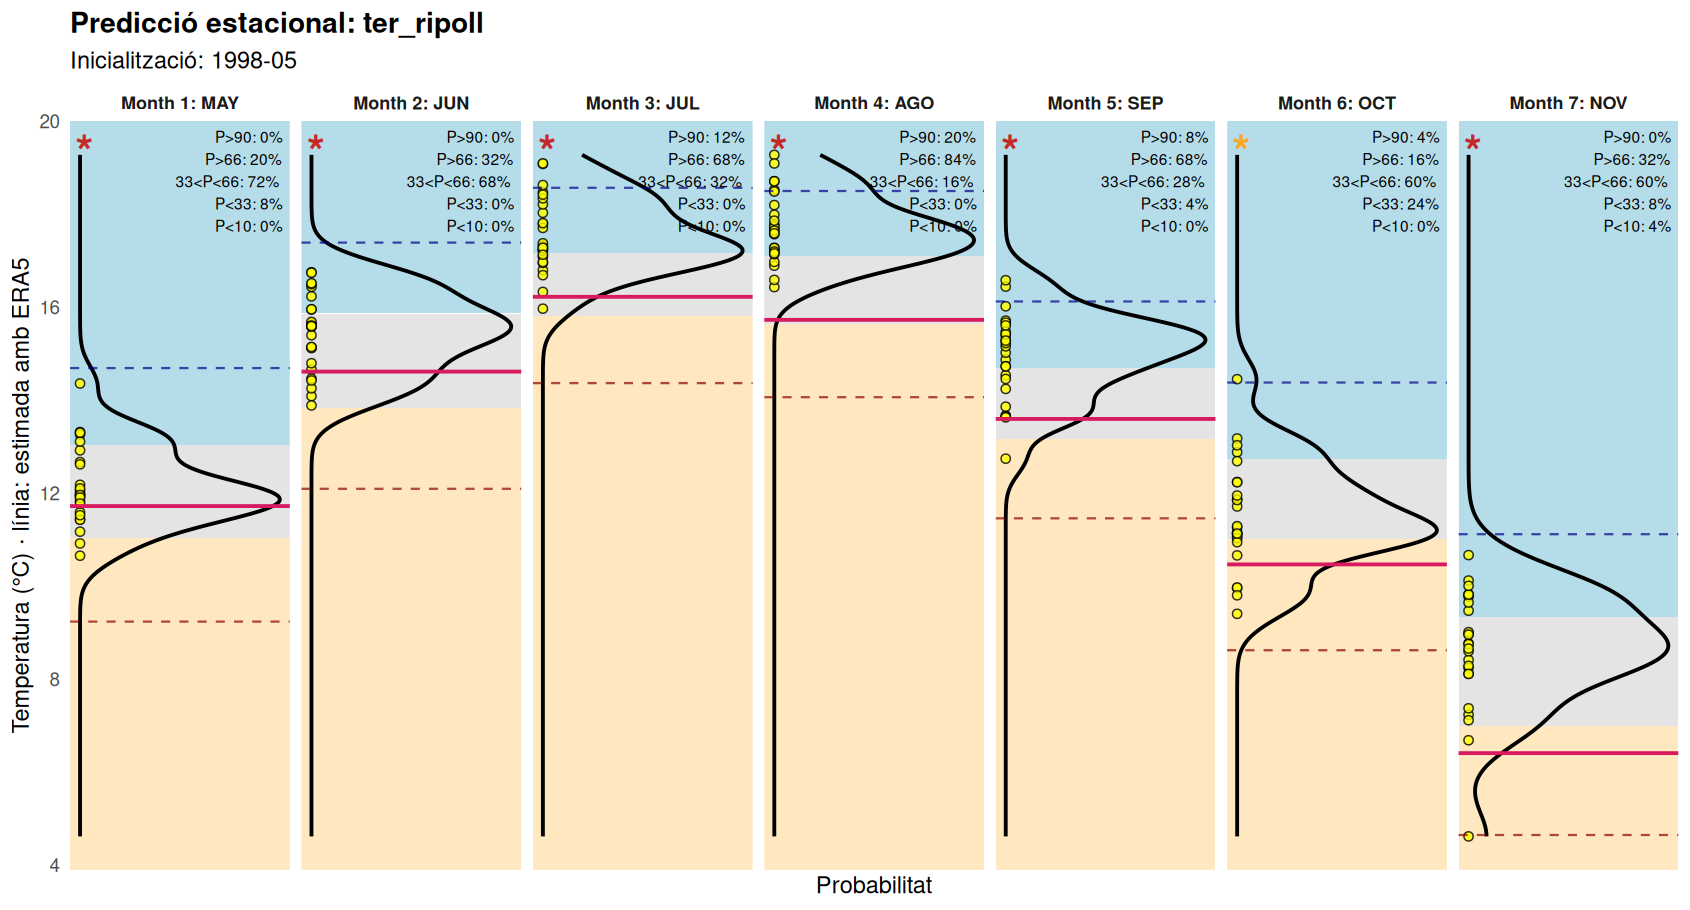 Predicció estacional: ter_ripoll
Inicialització: 1998-05
Month 1: MAY
Month 2: JUN
Month 3: JUL
Month 4: AGO
Month 5: SEP
Month 6: OCT
Month 7: NOV
Temperatura (°C) · línia: estimada amb ERA5
20
16
12
8
4
*
P>90: 0%
P>66: 20%
33<P<66: 72%
P<33: 8%
P<10: 0%
*
P>90: 0%
P>66: 32%
33<P<66: 68%
P<33: 0%
P<10: 0%
*
P>90: 12%
P>66: 68%
33<P<66: 32%
P<33: 0%
P<10: 0%
*
P>90: 20%
P>66: 84%
33<P<66: 16%
P<33: 0%
P<10: 0%
*
P>90: 8%
P>66: 68%
33<P<66: 28%
P<33: 4%
P<10: 0%
*
P>90: 4%
P>66: 16%
33<P<66: 60%
P<33: 24%
P<10: 0%
*
P>90: 0%
P>66: 32%
33<P<66: 60%
P<33: 8%
P<10: 4%
Probabilitat